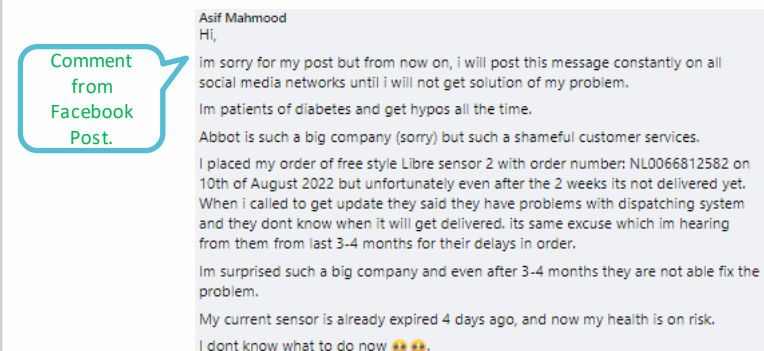 Comment
from
Facebook
Post.
Asif Mahmood
Hi,
im sorry for my post but from now on, i will post this message constantly on all
social media networks until i will not get solution of my problem.
Im patients of diabetes and get hypos all the time.
Abbot is such a big company (sorry) but such a shameful customer services.
I placed my order of free style Libre sensor 2 with order number: NL0066812582 on
10th of August 2022 but unfortunately even after the 2 weeks its not delivered yet.
When i called to get update they said they have problems with dispatching system
and they dont know when it will get delivered. its same excuse which im hearing
from them from last 3-4 months for their delays in order.
Im surprised such a big company and even after 3-4 months they are not able fix the
problem.
My current sensor is already expired 4 days ago, and now my health is on risk.
I dont know what to do now 😳😳.